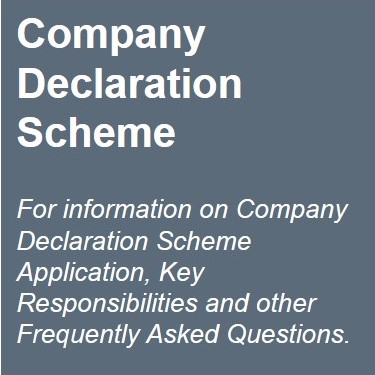 Company
Declaration
Scheme
For information on Company
Declaration Scheme
Application, Key
Responsibilities and other
Frequently Asked Questions.